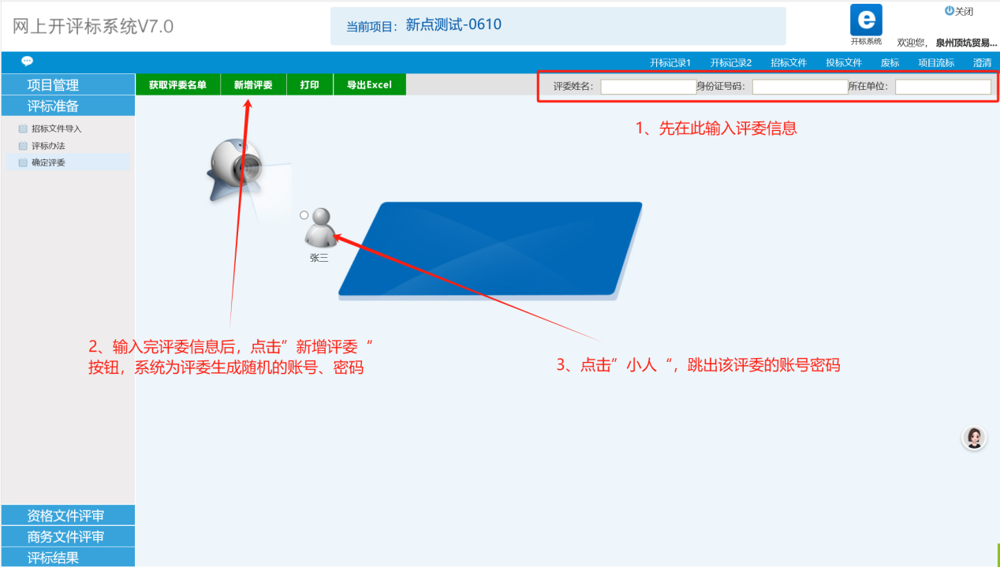 网上开评标系统V7.0
当前项目：新点测试-0610
e
开标系统
关闭
欢迎您，泉州顶坑贸易...
开标记录1 开标记录2 招标文件 投标文件 废标 项目流标 澄清
项目管理
获取评委名单 新增评委 打印 导出Excel
评委姓名： 身份证号码： 所在单位：
评标准备
招标文件导入
评标办法
确定评委
1、先在此输入评委信息
张三
2、输入完评委信息后，点击”新增评委“
按钮，系统为评委生成随机的账号、密码
3、点击”小人“，跳出该评委的账号密码
资格文件评审
商务文件评审
评标结果